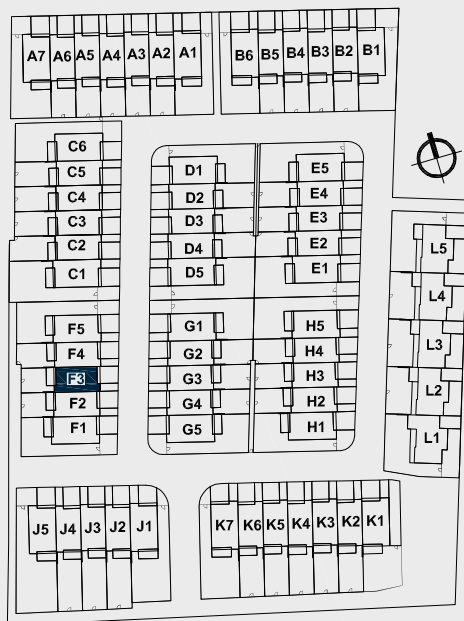 A7 A6 A5 A4 A3 A2 A1
B6 B5 B4 B3 B2 B1
C6
C5
C4
C3
C2
C1
D1
D2
D3
D4
D5
E5
E4
E3
E2
E1
L5
L4
L3
L2
L1
F5
F4
F3
F2
F1
G1
G2
G3
G4
G5
H5
H4
H3
H2
H1
J5 J4 J3 J2 J1
K7 K6 K5 K4 K3 K2 K1